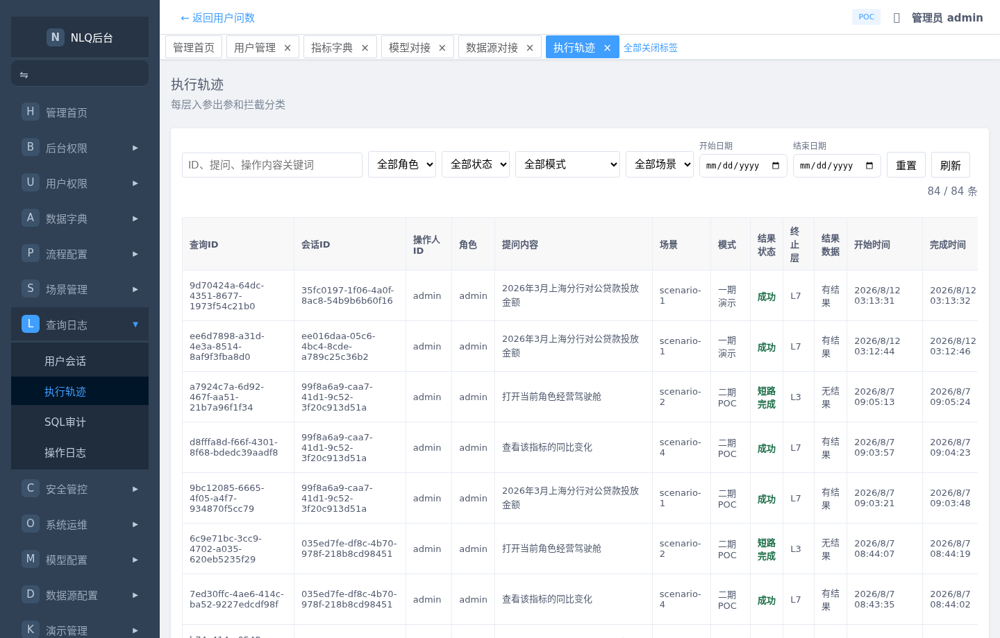 N NLQ后台
⇋
H 管理首页
B 后台权限 ▶
U 用户权限 ▶
A 数据字典 ▶
P 流程配置 ▶
S 场景管理 ▶
L 查询日志 ▼
用户会话
执行轨迹
SQL审计
操作日志
C 安全管控 ▶
O 系统运维 ▶
M 模型配置 ▶
D 数据源配置 ▶
K 演示管理 ▶
← 返回用户问数
POC 管理员 admin
管理首页 用户管理 × 指标字典 × 模型对接 × 数据源对接 × 执行轨迹 × 全部关闭标签
执行轨迹
每层入参出参和拦截分类
开始日期 结束日期
ID、提问、操作内容关键词 全部角色 全部状态 全部模式 全部场景 mm/dd/yyyy mm/dd/yyyy 重置 刷新
84 / 84 条
查询ID 会话ID 操作人ID 角色 提问内容 场景 模式 结果状态 终止层 结果数据 开始时间 完成时间
9d70424a-64dc-4351-8677-1973f54c21b0 35fc0197-1f06-4a0f-8ac8-54b9b6b60f16 admin admin 2026年3月上海分行对公贷款投放金额 scenario-1 一期演示 成功 L7 有结果 2026/8/12 03:13:31 2026/8/12 03:13:32
ee6d7898-a31d-4e3a-8514-8af9f3fba8d0 ee016daa-05c6-4bc4-8cde-a789c25c36b2 admin admin 2026年3月上海分行对公贷款投放金额 scenario-1 一期演示 成功 L7 有结果 2026/8/12 03:12:44 2026/8/12 03:12:46
a7924c7a-6d92-467f-aa51-21b7a96f1f34 99f8a6a9-caa7-41d1-9c52-3f20c913d51a admin admin 打开当前角色经营驾驶舱 scenario-2 二期POC 短路完成 L3 无结果 2026/8/7 09:05:13 2026/8/7 09:05:24
d8fffa8d-f66f-4301-8f68-bdedc39aadf8 99f8a6a9-caa7-41d1-9c52-3f20c913d51a admin admin 查看该指标的同比变化 scenario-4 二期POC 成功 L7 有结果 2026/8/7 09:03:57 2026/8/7 09:04:23
9bc12085-6665-4f05-a4f7-934870f5cc79 99f8a6a9-caa7-41d1-9c52-3f20c913d51a admin admin 2026年3月上海分行对公贷款投放金额 scenario-1 二期POC 成功 L7 有结果 2026/8/7 09:03:21 2026/8/7 09:03:48
6c9e71bc-3cc9-4702-a035-620eb5235f29 035ed7fe-df8c-4b70-978f-218b8cd98451 admin admin 打开当前角色经营驾驶舱 scenario-2 二期POC 短路完成 L3 无结果 2026/8/7 08:44:07 2026/8/7 08:44:19
7ed30ffc-4ae6-414c-ba52-9227edcdf98f 035ed7fe-df8c-4b70-978f-218b8cd98451 admin admin 查看该指标的同比变化 scenario-4 二期POC 成功 L7 有结果 2026/8/7 08:43:35 2026/8/7 08:44:02